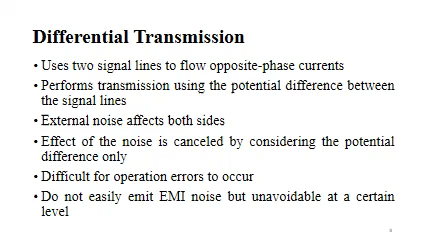 Differential Transmission
• Uses two signal lines to flow opposite-phase currents
• Performs transmission using the potential difference between
the signal lines
• External noise affects both sides
• Effect of the noise is canceled by considering the potential
difference only
• Difficult for operation errors to occur
• Do not easily emit EMI noise but unavoidable at a certain
level